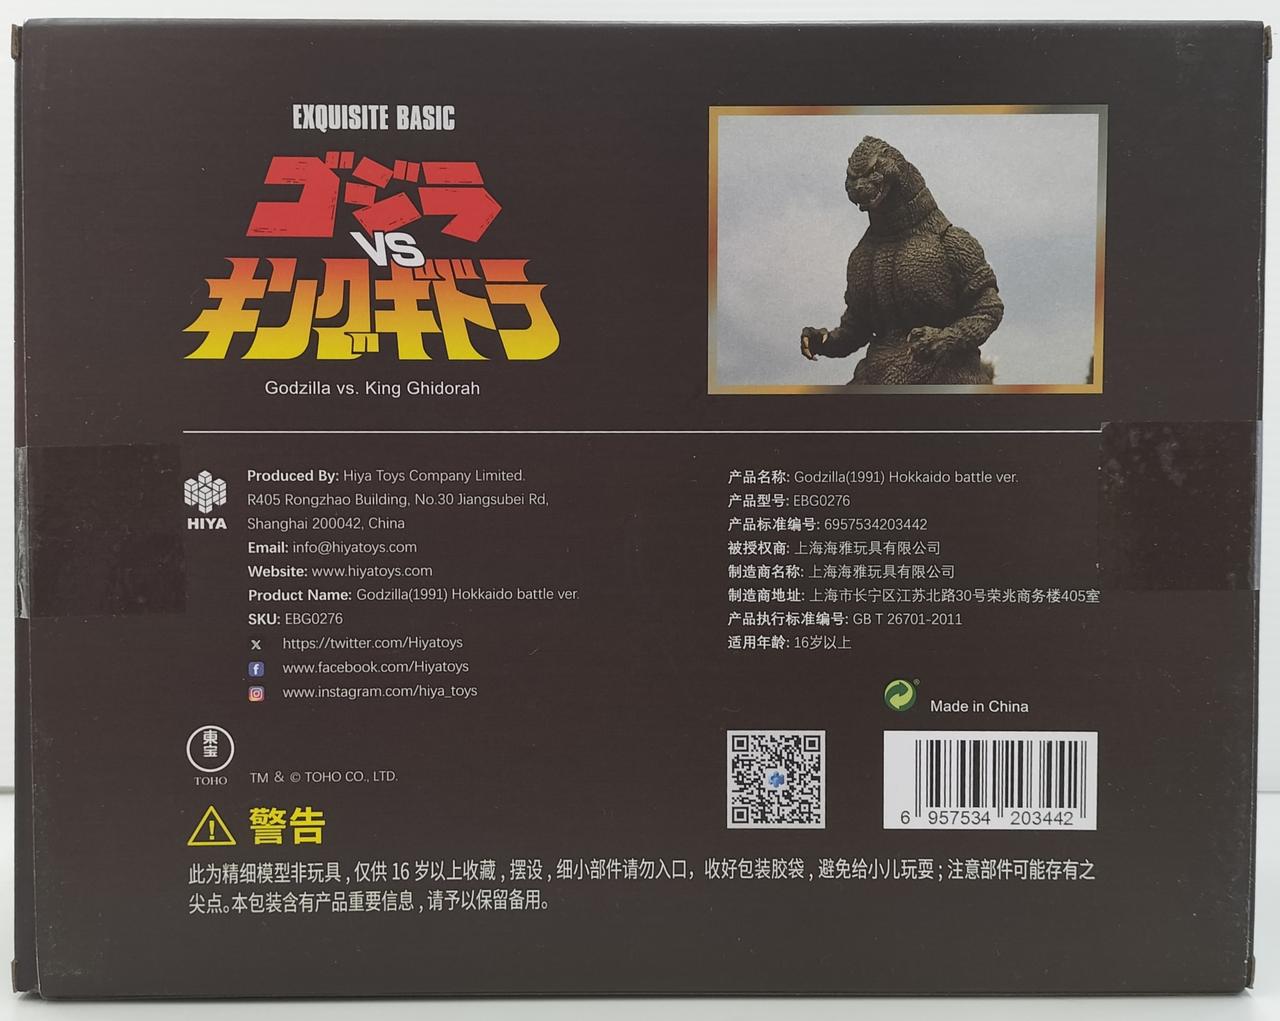 EXQUISITE BASIC
ゴジラ
VS
キングギドラ
Godzilla vs. King Ghidorah
HIYA
Produced By: Hiya Toys Company Limited.
R405 Rongzhao Building, No.30 Jiangsubei Rd,
Shanghai 200042, China
Email: info@hiyatoys.com
Website: www.hiyatoys.com
Product Name: Godzilla(1991) Hokkaido battle ver.
SKU: EBG0276
https://twitter.com/Hiyatoys
www.facebook.com/Hiyatoys
www.instagram.com/hiya_toys
产品名称: Godzilla(1991) Hokkaido battle ver.
产品型号: EBG0276
产品标准编号: 6957534203442
被授权商: 上海海雅玩具有限公司
制造商名称: 上海海雅玩具有限公司
制造商地址: 上海市长宁区江苏北路30号荣兆商务楼405室
产品执行标准编号: GB T 26701-2011
适用年龄: 16岁以上
Made in China
東宝
TOHO
TM & © TOHO CO., LTD.
6 957534 203442
警告
此为精细模型非玩具,仅供 16 岁以上收藏,摆设,细小部件请勿入口，收好包装胶袋,避免给小儿玩耍;注意部件可能存有之
尖点。本包装含有产品重要信息,请予以保留备用。